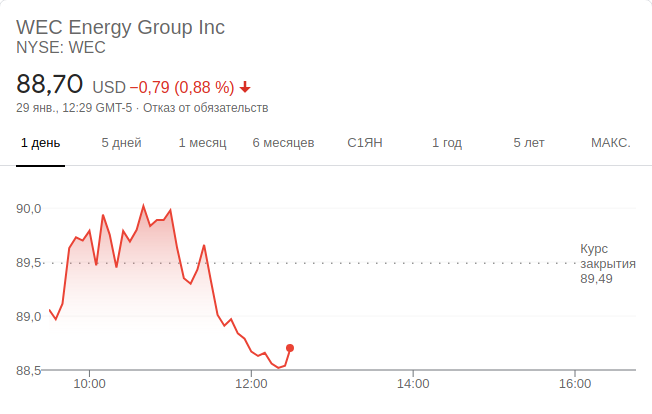 WEC Energy Group Inc
NYSE: WEC
88,70 USD −0,79 (0,88 %)
29 янв., 12:29 GMT-5 · Отказ от обязательств
1 день 5 дней 1 месяц 6 месяцев С1ЯН 1 год 5 лет МАКС.
90,0
89,5
89,0
88,5
Курс
закрытия
89,49
10:00 12:00 14:00 16:00